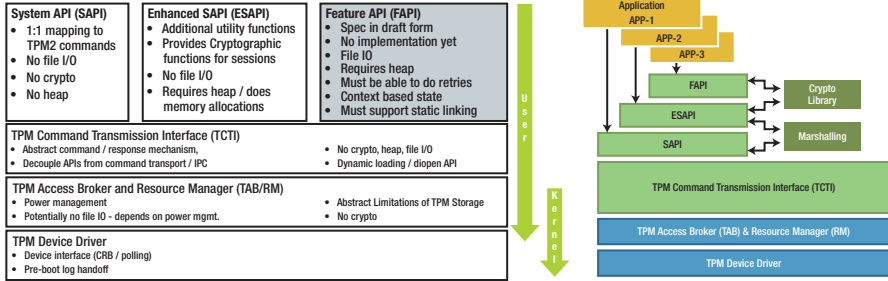 System API (SAPI)
• 1:1 mapping to
TPM2 commands
• No file I/O
• No crypto
• No heap
Enhanced SAPI (ESAPI)
• Additional utility functions
• Provides Cryptographic
functions for sessions
• No file I/O
• Requires heap / does
memory allocations
Feature API (FAPI)
• Spec in draft form
• No implementation yet
• File IO
• Requires heap
• Must be able to do retries
• Context based state
• Must support static linking
TPM Command Transmission Interface (TCTI)
• Abstract command / response mechanism,
• Decouple APIs from command transport / IPC
• No crypto, heap, file I/O
• Dynamic loading / diopen API
TPM Access Broker and Resource Manager (TAB/RM)
• Power management
• Potentially no file IO - depends on power mgmt.
• Abstract Limitations of TPM Storage
• No crypto
TPM Device Driver
• Device interface (CRB / polling)
• Pre-boot log handoff
User
Kernel
Application
APP-1
APP-2
APP-3
FAPI
ESAPI
SAPI
Crypto
Library
Marshalling
TPM Command Transmission Interface (TCTI)
TPM Access Broker (TAB) & Resource Manager (RM)
TPM Device Driver